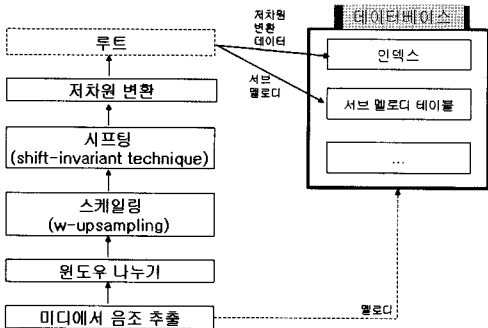 루트
저차원 변환
시프팅
(shift-invariant technique)
스케일링
(w-upsampling)
윈도우 나누기
미디에서 음조 추출
저차원
변환
데이터
서브
멜로디
멜로디
데이터베이스
인덱스
서브 멜로디 테이블
...